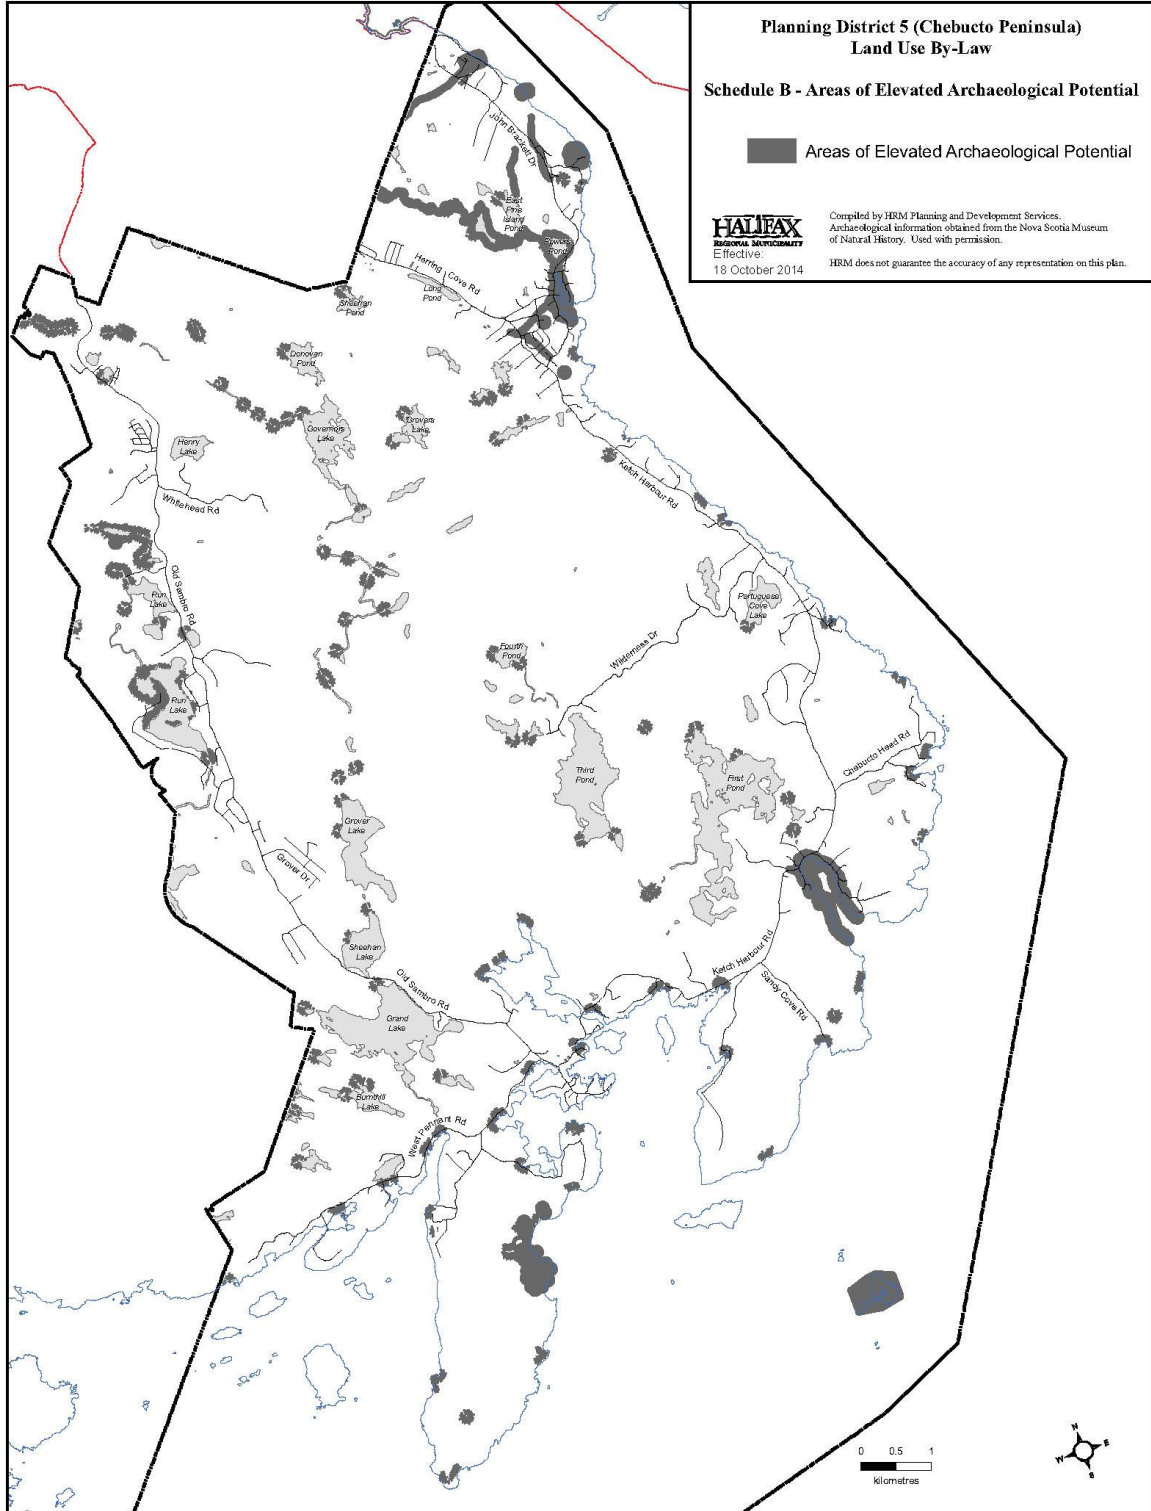 Planning District 5 (Chebucto Peninsula)
Land Use By-Law
Schedule B - Areas of Elevated Archaeological Potential
Areas of Elevated Archaeological Potential
HALIFAX
REGIONAL MUNICIPALITY
Effective:
18 October 2014
Compiled by HRM Planning and Development Services.
Archaeological information obtained from the Nova Scotia Museum
of Natural History. Used with permission.
HRM does not guarantee the accuracy of any representation on this plan.
John Brackett Dr
East
Pine
Island
Pond
Powers
Pond
Herring Cove Rd
Long
Pond
Sheehan
Pond
Donovan
Pond
Governors
Lake
Grovers
Lake
Henry
Lake
Whitehead Rd
Ketch Harbour Rd
Old Sambro Rd
Run
Lake
Portuguese
Cove
Lake
Wilderness Dr
Fourth
Pond
Run
Lake
Chebucto Head Rd
Third
Pond
First
Pond
Grover
Lake
Grover Dr
Sheehan
Lake
Ketch Harbour Rd
Old Sambro Rd
Sandy Cove Rd
Grand
Lake
Burnthill
Lake
West Pennant Rd
0 0.5 1
kilometres
N
E
W
S